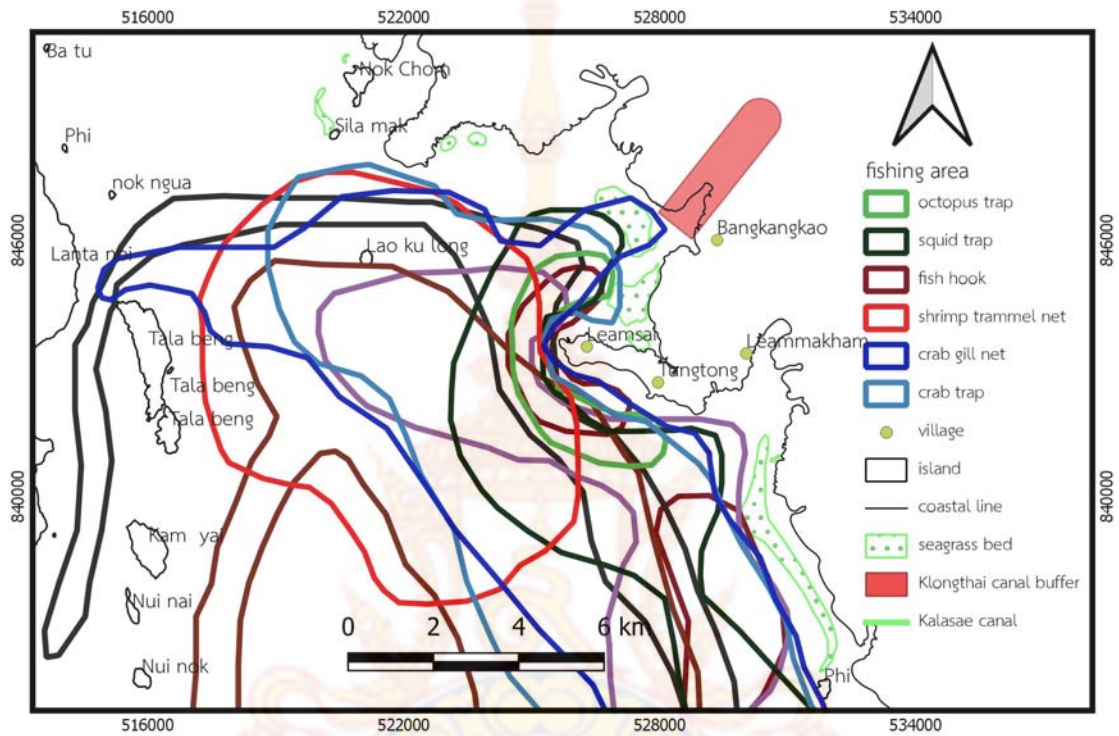 516000
522000
528000
534000
Ba tu
Nok Chom
Sila mak
Phi
nok ngua
Bangkangkao
Lanta noi
Lao ku long
846000
846000
Tala beng
Leamsai
Leammakham
Tala beng
Tungtong
Tala beng
840000
840000
Kam yai
Nui nai
Nui nok
Phi
0 2 4 6 km
fishing area
octopus trap
squid trap
fish hook
shrimp trammel net
crab gill net
crab trap
village
island
coastal line
seagrass bed
Klongthai canal buffer
Kalasae canal
516000
522000
528000
534000